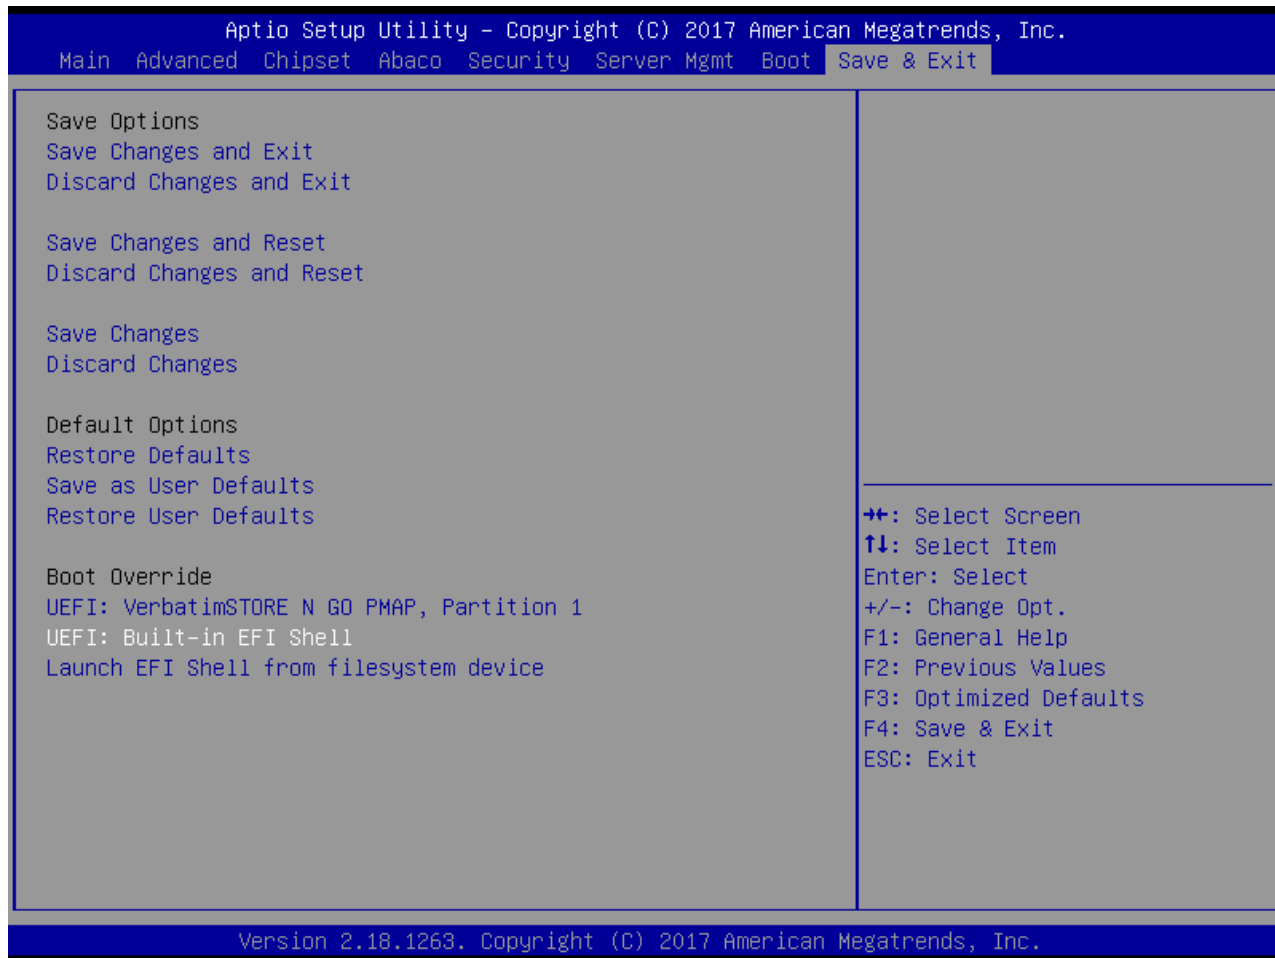 Aptio Setup Utility – Copyright (C) 2017 American Megatrends, Inc.
Main Advanced Chipset Abaco Security Server Mgmt Boot Save & Exit
Save Options
Save Changes and Exit
Discard Changes and Exit
Save Changes and Reset
Discard Changes and Reset
Save Changes
Discard Changes
Default Options
Restore Defaults
Save as User Defaults
Restore User Defaults
Boot Override
UEFI: VerbatimSTORE N GO PMAP, Partition 1
UEFI: Built-in EFI Shell
Launch EFI Shell from filesystem device
→←: Select Screen
↑↓: Select Item
Enter: Select
+/-: Change Opt.
F1: General Help
F2: Previous Values
F3: Optimized Defaults
F4: Save & Exit
ESC: Exit
Version 2.18.1263. Copyright (C) 2017 American Megatrends, Inc.